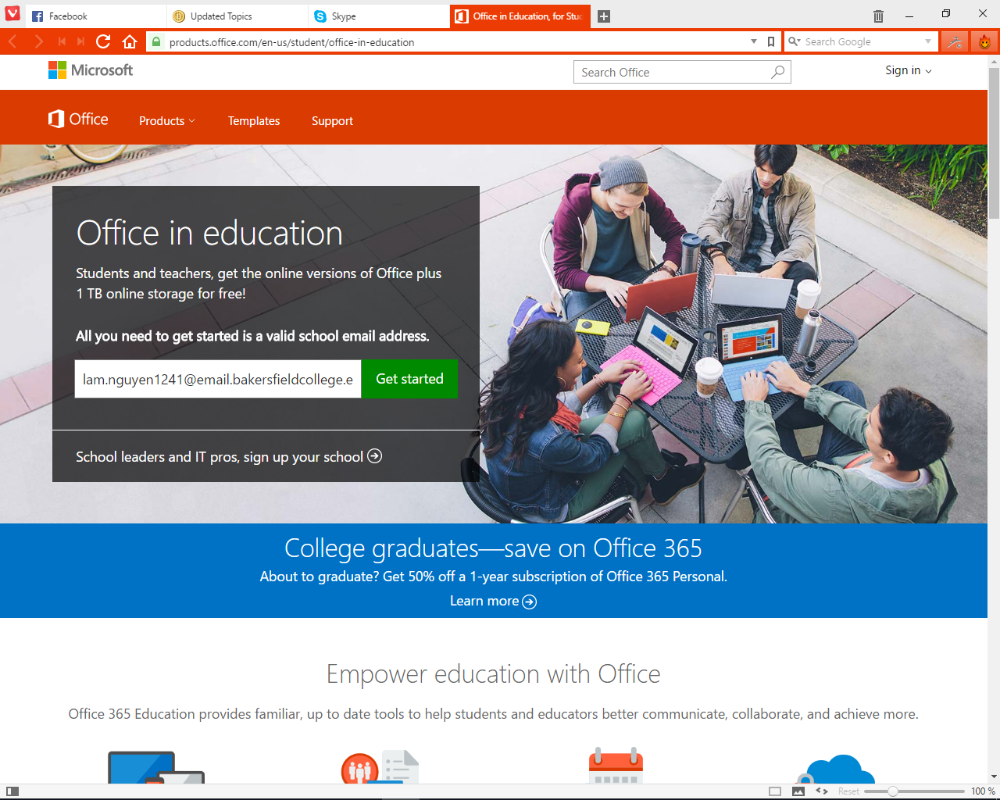 Facebook
Updated Topics
Skype
Office in Education, for Stu
products.office.com/en-us/student/office-in-education
Search Google
Microsoft
Search Office
Sign in
Office
Products
Templates
Support
Office in education
Students and teachers, get the online versions of Office plus
1 TB online storage for free!
All you need to get started is a valid school email address.
lam.nguyen1241@email.bakersfieldcollege.e
Get started
School leaders and IT pros, sign up your school
College graduates—save on Office 365
About to graduate? Get 50% off a 1-year subscription of Office 365 Personal.
Learn more
Empower education with Office
Office 365 Education provides familiar, up to date tools to help students and educators better communicate, collaborate, and achieve more.
Reset
100 %